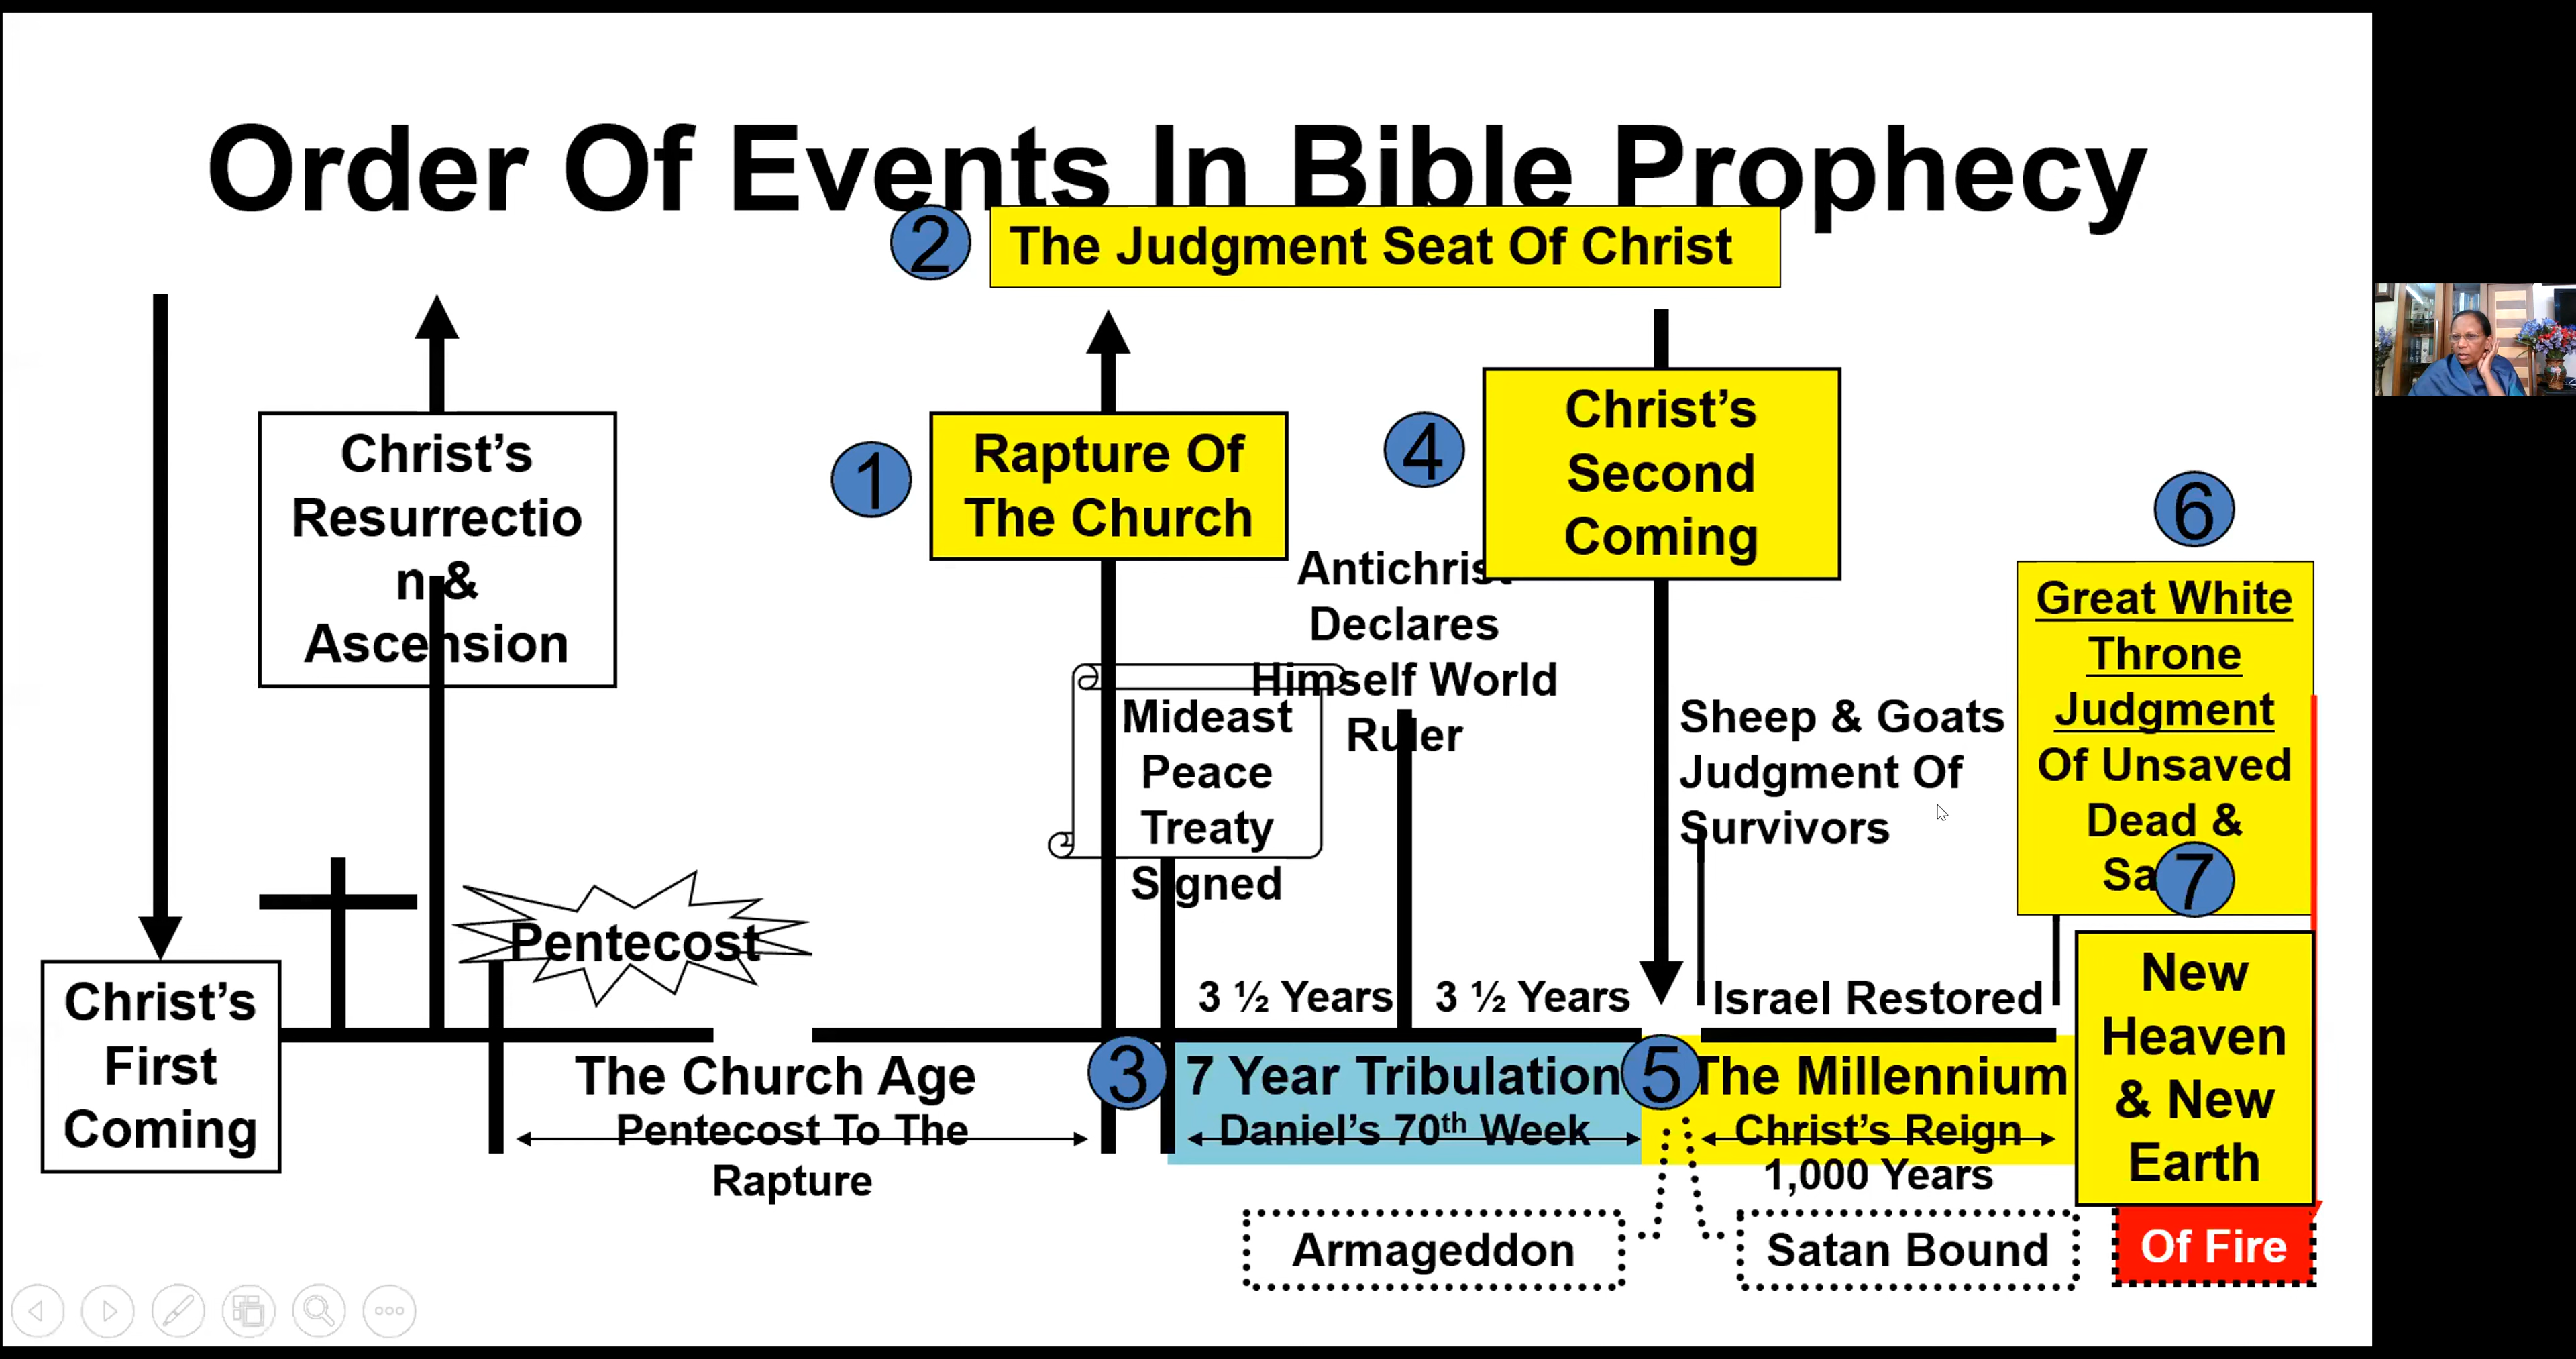 Order Of Events In Bible Prophecy
2
The Judgment Seat Of Christ
Christ’s
Resurrectio
n &
Ascension
1
Rapture Of
The Church
4
Christ’s
Second
Coming
Antichrist
Declares
Himself World
Ruler
Mideast
Peace
Treaty
Signed
Sheep & Goats
Judgment Of
Survivors
6
Great White
Throne
Judgment
Of Unsaved
Dead &
Sa
7
Pentecost
Christ’s
First
Coming
3 ½ Years
3 ½ Years
Israel Restored
New
Heaven
& New
Earth
The Church Age
Pentecost To The
Rapture
3
7 Year Tribulation
Daniel’s 70th Week
5
The Millennium
Christ’s Reign
1,000 Years
Armageddon
Satan Bound
Of Fire